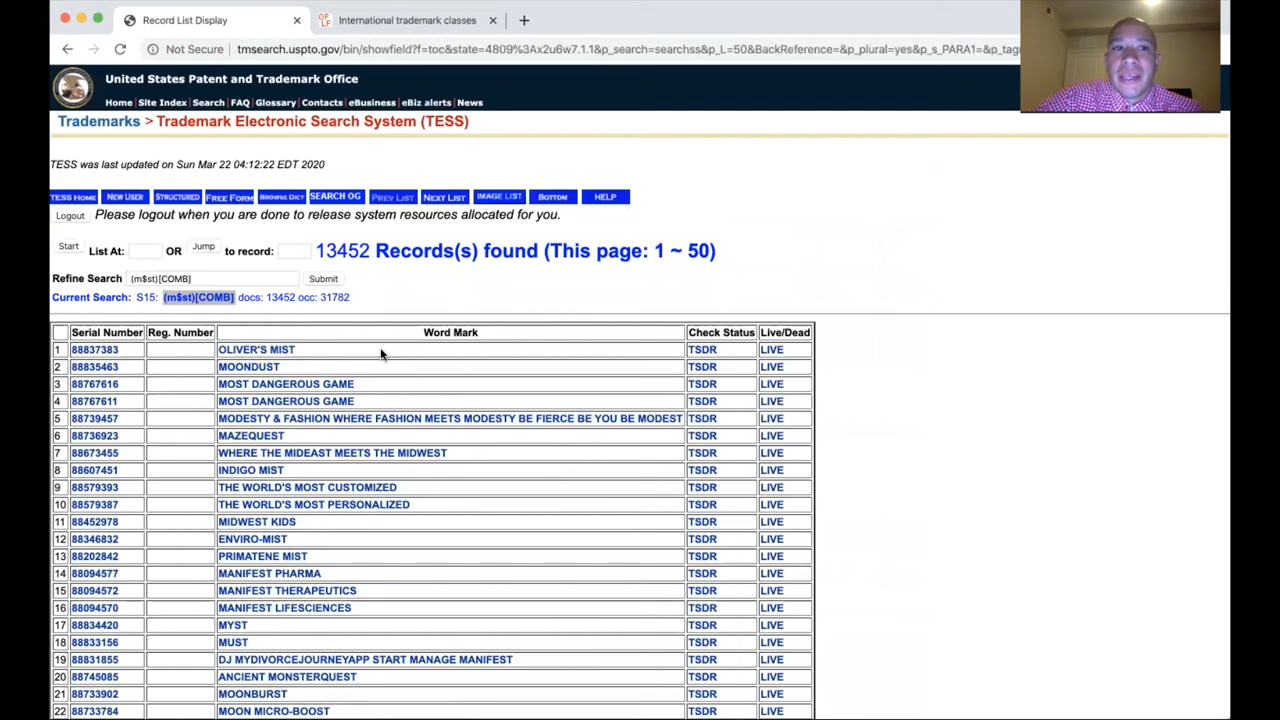 Record List Display
International trademark classes
Not Secure tmsearch.uspto.gov/bin/showfield?f=toc&state=4809%3Ax2u6w7.1.1&p_search=searchss&p_L=50&BackReference=&p_plural=yes&p_s_PARA1=&p_tag
United States Patent and Trademark Office
Home | Site Index | Search | FAQ | Glossary | Contacts | eBusiness | eBiz alerts | News
Trademarks > Trademark Electronic Search System (TESS)
TESS was last updated on Sun Mar 22 04:12:22 EDT 2020
TESS HOME NEW USER STRUCTURED FREE FORM BROWSE DICT SEARCH OG PREV LIST NEXT LIST IMAGE LIST BOTTOM HELP
Logout Please logout when you are done to release system resources allocated for you.
Start List At: OR Jump to record: 13452 Records(s) found (This page: 1 ~ 50)
Refine Search (m$st)[COMB] Submit
Current Search: S15: (m$st)[COMB] docs: 13452 occ: 31782
Serial Number Reg. Number Word Mark Check Status Live/Dead
1 88837383 OLIVER'S MIST TSDR LIVE
2 88835463 MOONDUST TSDR LIVE
3 88767616 MOST DANGEROUS GAME TSDR LIVE
4 88767611 MOST DANGEROUS GAME TSDR LIVE
5 88739457 MODESTY & FASHION WHERE FASHION MEETS MODESTY BE FIERCE BE YOU BE MODEST TSDR LIVE
6 88736923 MAZEQUEST TSDR LIVE
7 88673455 WHERE THE MIDEAST MEETS THE MIDWEST TSDR LIVE
8 88607451 INDIGO MIST TSDR LIVE
9 88579393 THE WORLD'S MOST CUSTOMIZED TSDR LIVE
10 88579387 THE WORLD'S MOST PERSONALIZED TSDR LIVE
11 88452978 MIDWEST KIDS TSDR LIVE
12 88346832 ENVIRO-MIST TSDR LIVE
13 88202842 PRIMATENE MIST TSDR LIVE
14 88094577 MANIFEST PHARMA TSDR LIVE
15 88094572 MANIFEST THERAPEUTICS TSDR LIVE
16 88094570 MANIFEST LIFESCIENCES TSDR LIVE
17 88834420 MYST TSDR LIVE
18 88833156 MUST TSDR LIVE
19 88831855 DJ MYDIVORCEJOURNEYAPP START MANAGE MANIFEST TSDR LIVE
20 88745085 ANCIENT MONSTERQUEST TSDR LIVE
21 88733902 MOONBURST TSDR LIVE
22 88733784 MOON MICRO-BOOST TSDR LIVE